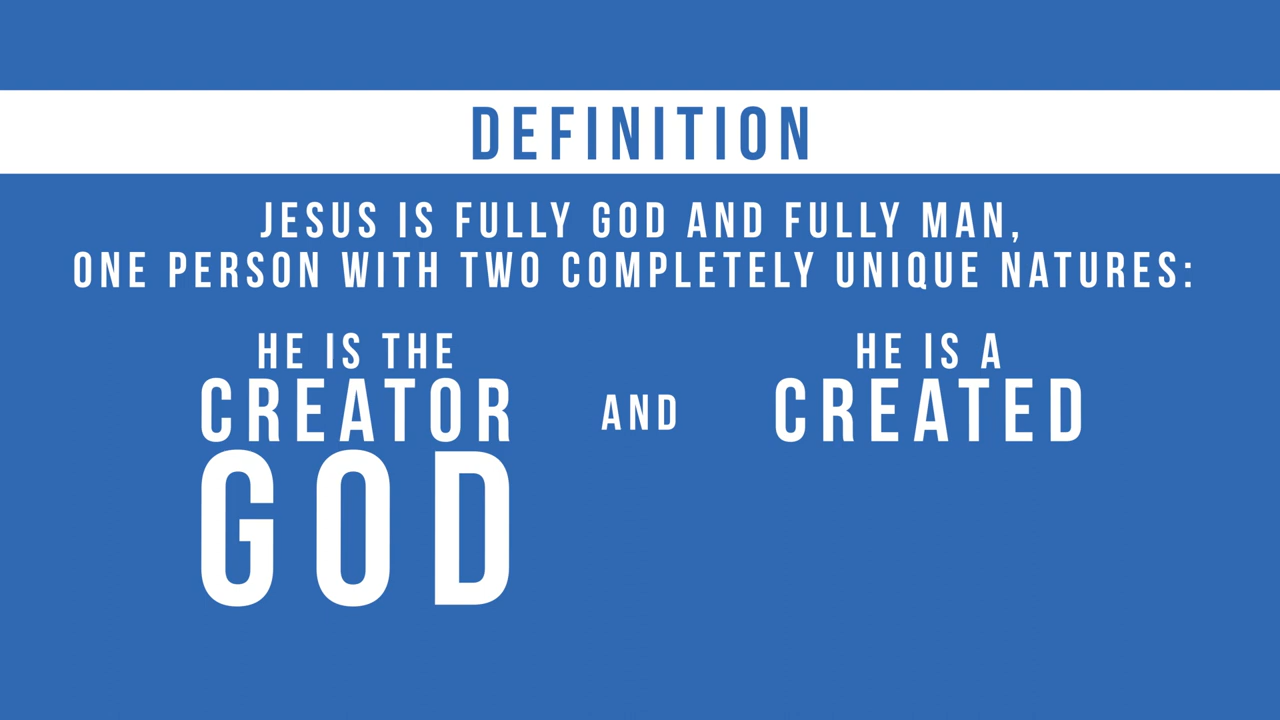 DEFINITION
JESUS IS FULLY GOD AND FULLY MAN,
ONE PERSON WITH TWO COMPLETELY UNIQUE NATURES:
HE IS THE
CREATOR
GOD
AND
HE IS A
CREATED